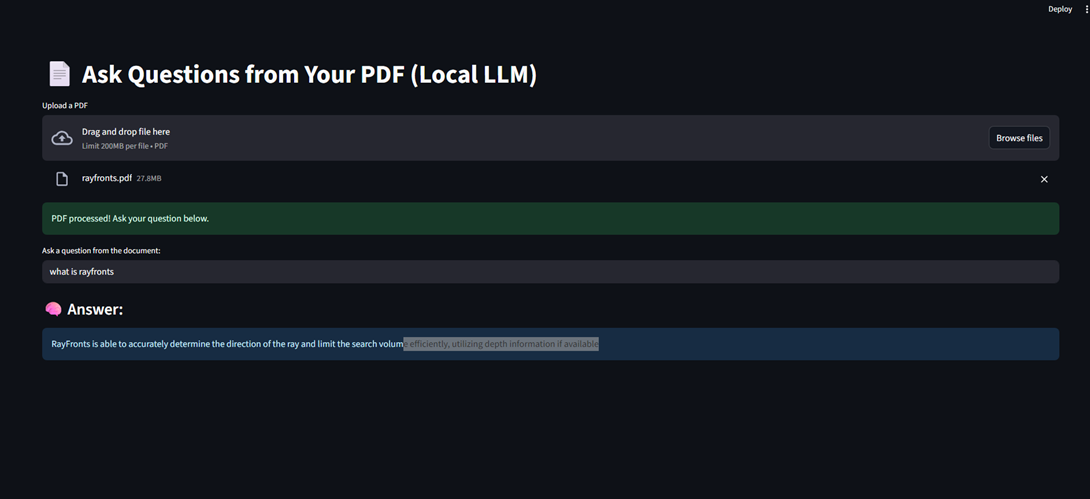 Deploy
Ask Questions from Your PDF (Local LLM)
Upload a PDF
Drag and drop file here
Limit 200MB per file • PDF
Browse files
rayfronts.pdf 27.8MB
PDF processed! Ask your question below.
Ask a question from the document:
what is rayfronts
Answer:
RayFronts is able to accurately determine the direction of the ray and limit the search volume efficiently, utilizing depth information if available